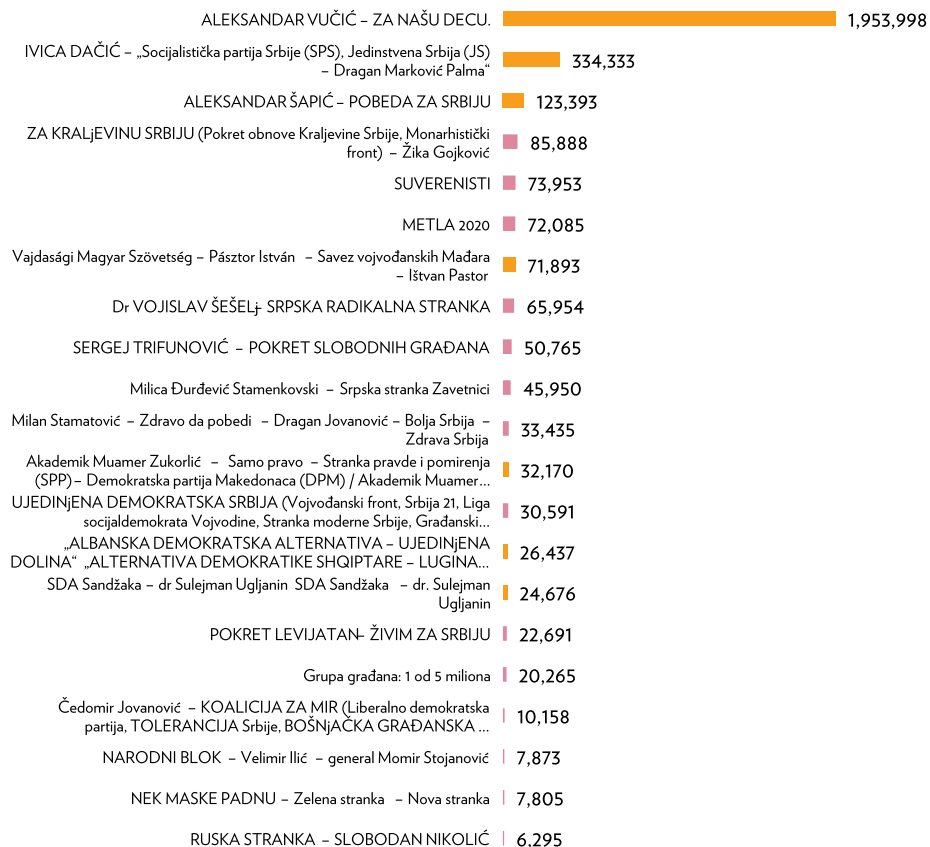 ALEKSANDAR VUČIĆ – ZA NAŠU DECU. 1,953,998
IVICA DAČIĆ – „Socijalistička partija Srbije (SPS), Jedinstvena Srbija (JS)
– Dragan Marković Palma“ 334,333
ALEKSANDAR ŠAPIĆ – POBEDA ZA SRBIJU 123,393
ZA KRALjEVINU SRBIJU (Pokret obnove Kraljevine Srbije, Monarhistički
front) – Žika Gojković 85,888
SUVERENISTI 73,953
METLA 2020 72,085
Vajdasági Magyar Szövetség – Pásztor István – Savez vojvođanskih Mađara
– Ištvan Pastor 71,893
Dr VOJISLAV ŠEŠELj- SRPSKA RADIKALNA STRANKA 65,954
SERGEJ TRIFUNOVIĆ – POKRET SLOBODNIH GRAĐANA 50,765
Milica Đurđević Stamenkovski – Srpska stranka Zavetnici 45,950
Milan Stamatović – Zdravo da pobedi – Dragan Jovanović – Bolja Srbija –
Zdrava Srbija 33,435
Akademik Muamer Zukorlić – Samo pravo – Stranka pravde i pomirenja
(SPP) – Demokratska partija Makedonaca (DPM) / Akademik Muamer... 32,170
UJEDINjENA DEMOKRATSKA SRBIJA (Vojvođanski front, Srbija 21, Liga
socijaldemokrata Vojvodine, Stranka moderne Srbije, Građanski... 30,591
„ALBANSKA DEMOKRATSKA ALTERNATIVA – UJEDINjENA
DOLINA“ „ALTERNATIVA DEMOKRATIKE SHQIPTARE – LUGINA... 26,437
SDA Sandžaka – dr Sulejman Ugljanin SDA Sandžaka – dr. Sulejman
Ugljanin 24,676
POKRET LEVIJATAN- ŽIVIM ZA SRBIJU 22,691
Grupa građana: 1 od 5 miliona 20,265
Čedomir Jovanović – KOALICIJA ZA MIR (Liberalno demokratska
partija, TOLERANCIJA Srbije, BOŠNjAČKA GRAĐANSKA ... 10,158
NARODNI BLOK – Velimir Ilić – general Momir Stojanović 7,873
NEK MASKE PADNU – Zelena stranka – Nova stranka 7,805
RUSKA STRANKA – SLOBODAN NIKOLIĆ 6.295